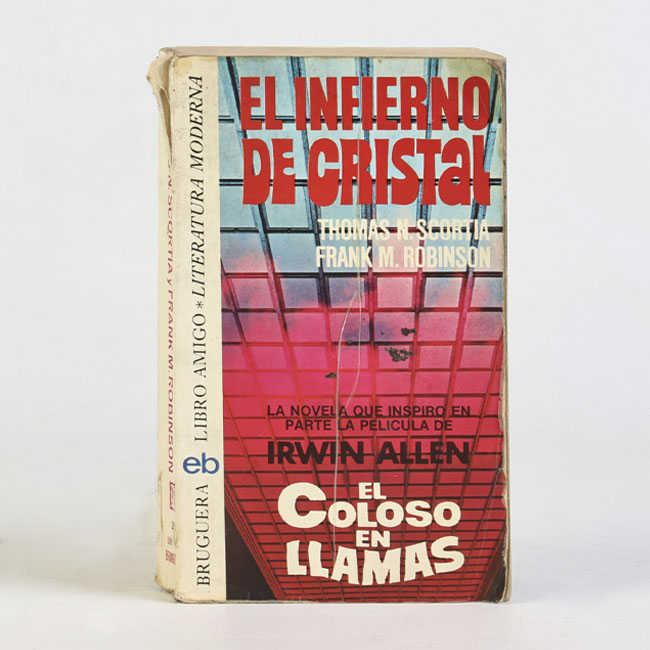 EL INFIERNO
DE CRISTAL
THOMAS N. SCORTIA
FRANK M. ROBINSON
LA NOVELA QUE INSPIRO EN
PARTE LA PELICULA DE
IRWIN ALLEN
EL
COLOSO
EN
LLAMAS
BRUGUERA eb LIBRO AMIGO * LITERATURA MODERNA
N. SCORTIA y FRANK M. ROBINSON